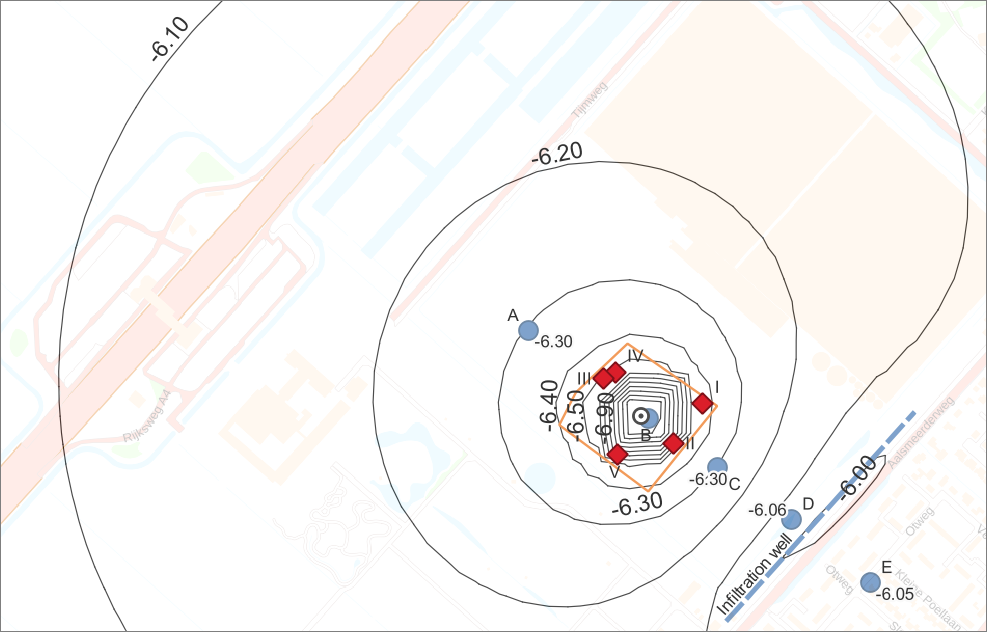 -6.10
Tijnweg
-6.20
A
-6.30
IV
III
I
-6.40
-6.50
-6.90
B
II
V
-6.30
C
-6.30
Rijksweg A4
Aalsmeerderweg
-6.00
-6.06
D
Infiltration well
Otweg
E
-6.05
Otweg
Kleine Poellaan